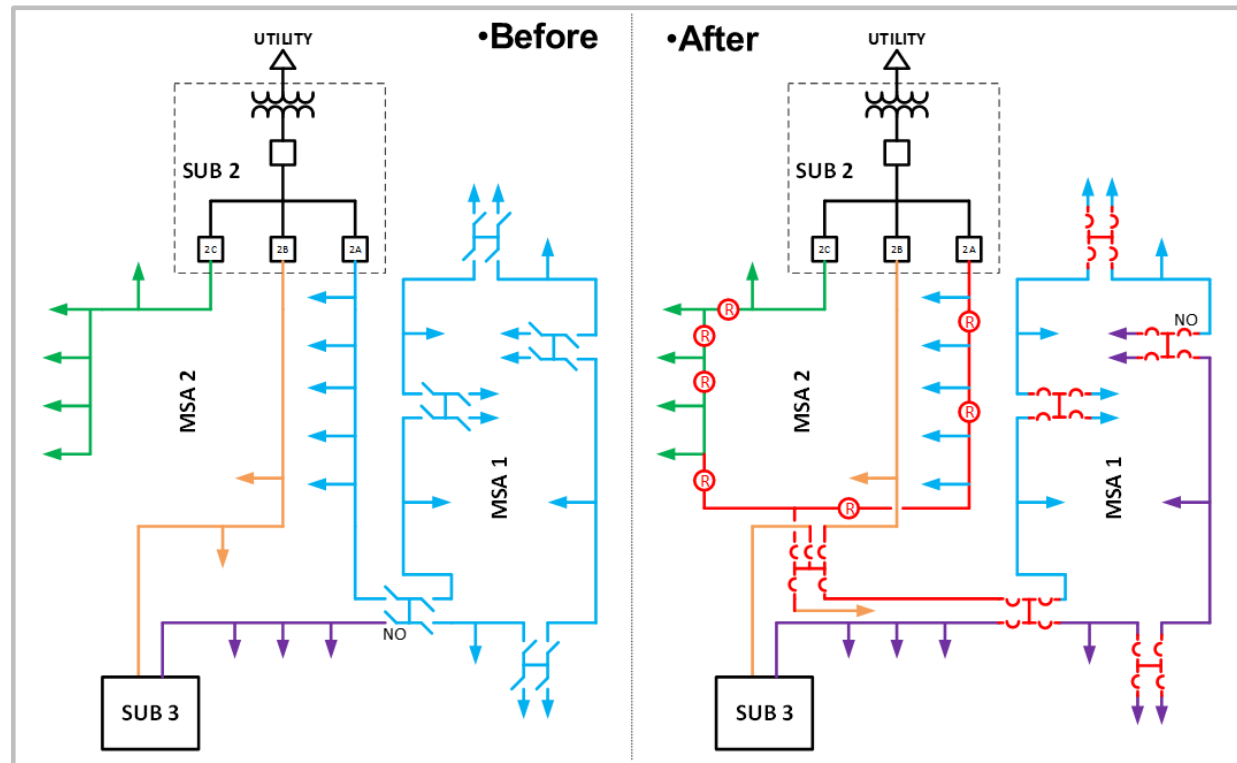 •Before
UTILITY
SUB 2
2C
2B
2A
MSA 2
MSA 1
NO
SUB 3
•After
UTILITY
SUB 2
2C
2B
2A
R
R
R
R
NO
R
R
MSA 2
MSA 1
R
SUB 3